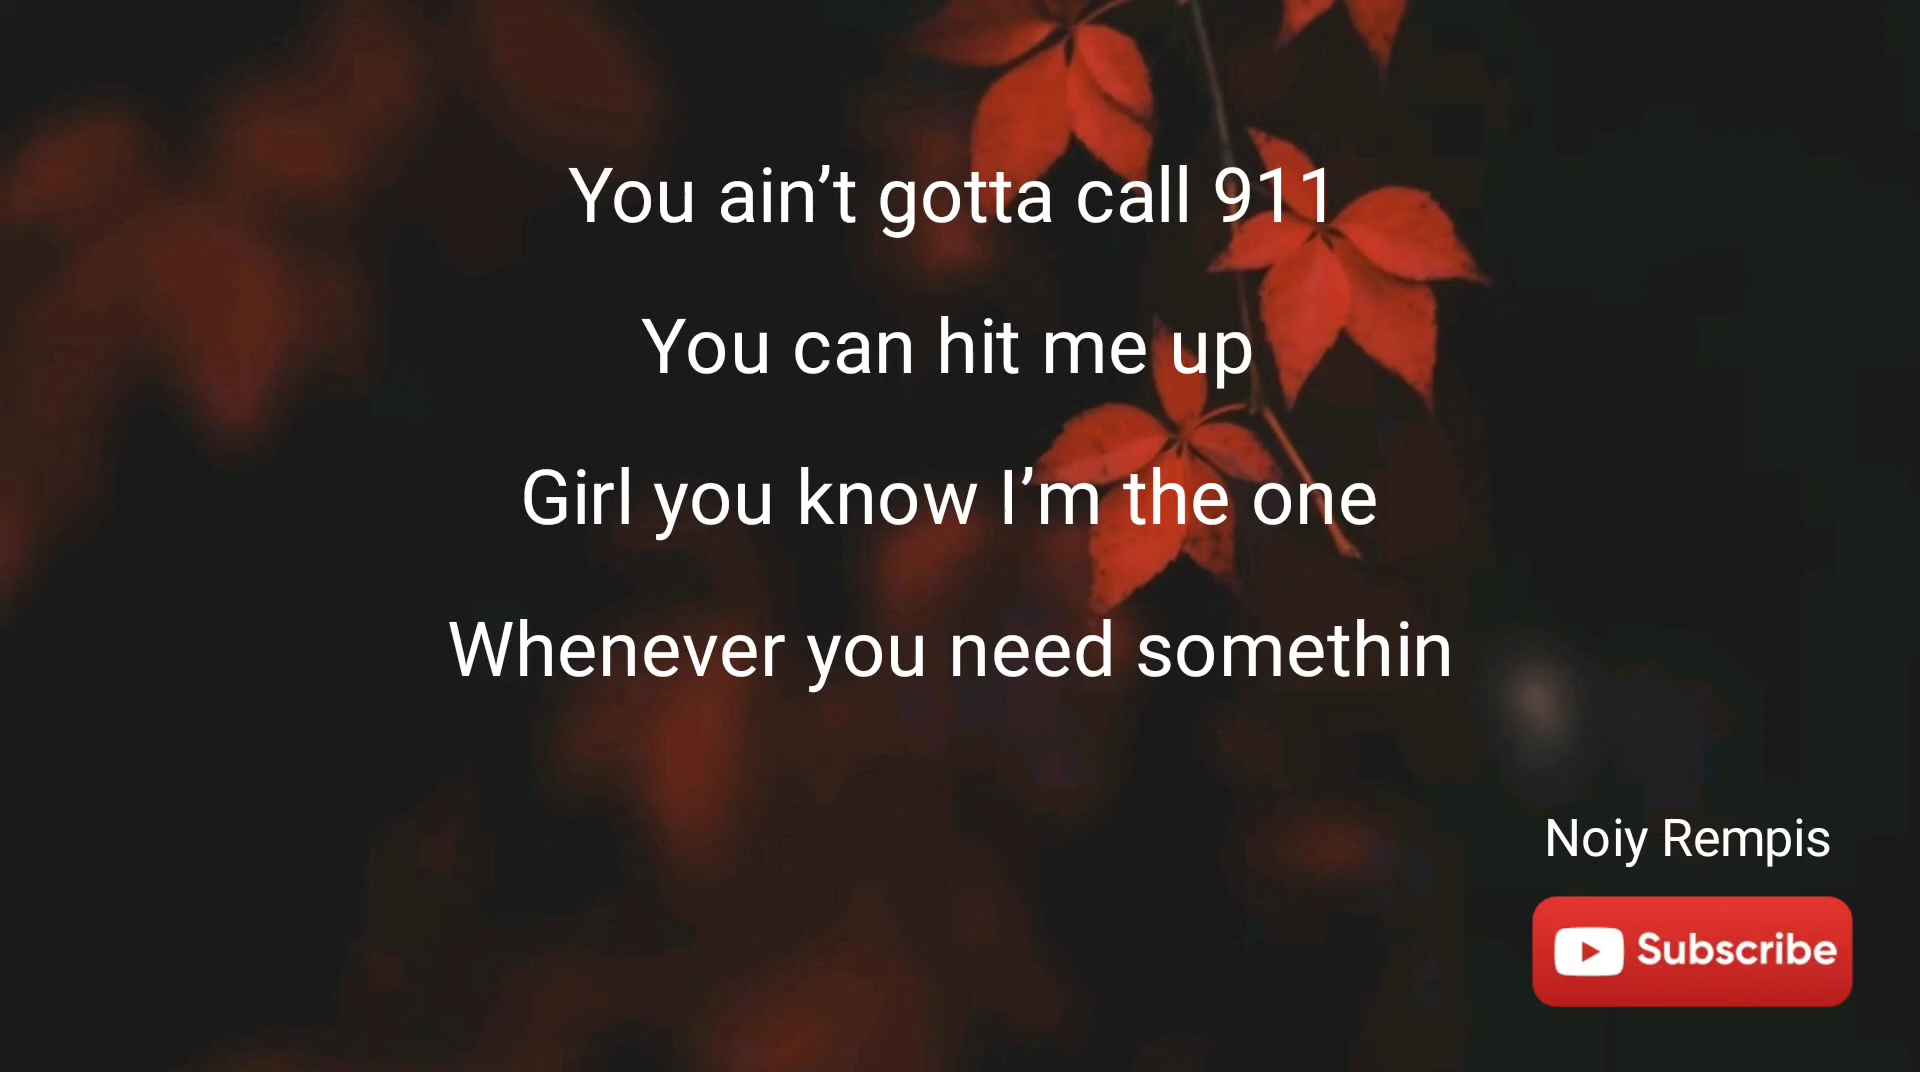 You ain’t gotta call 911
You can hit me up
Girl you know I’m the one
Whenever you need somethin
Noiy Rempis
Subscribe